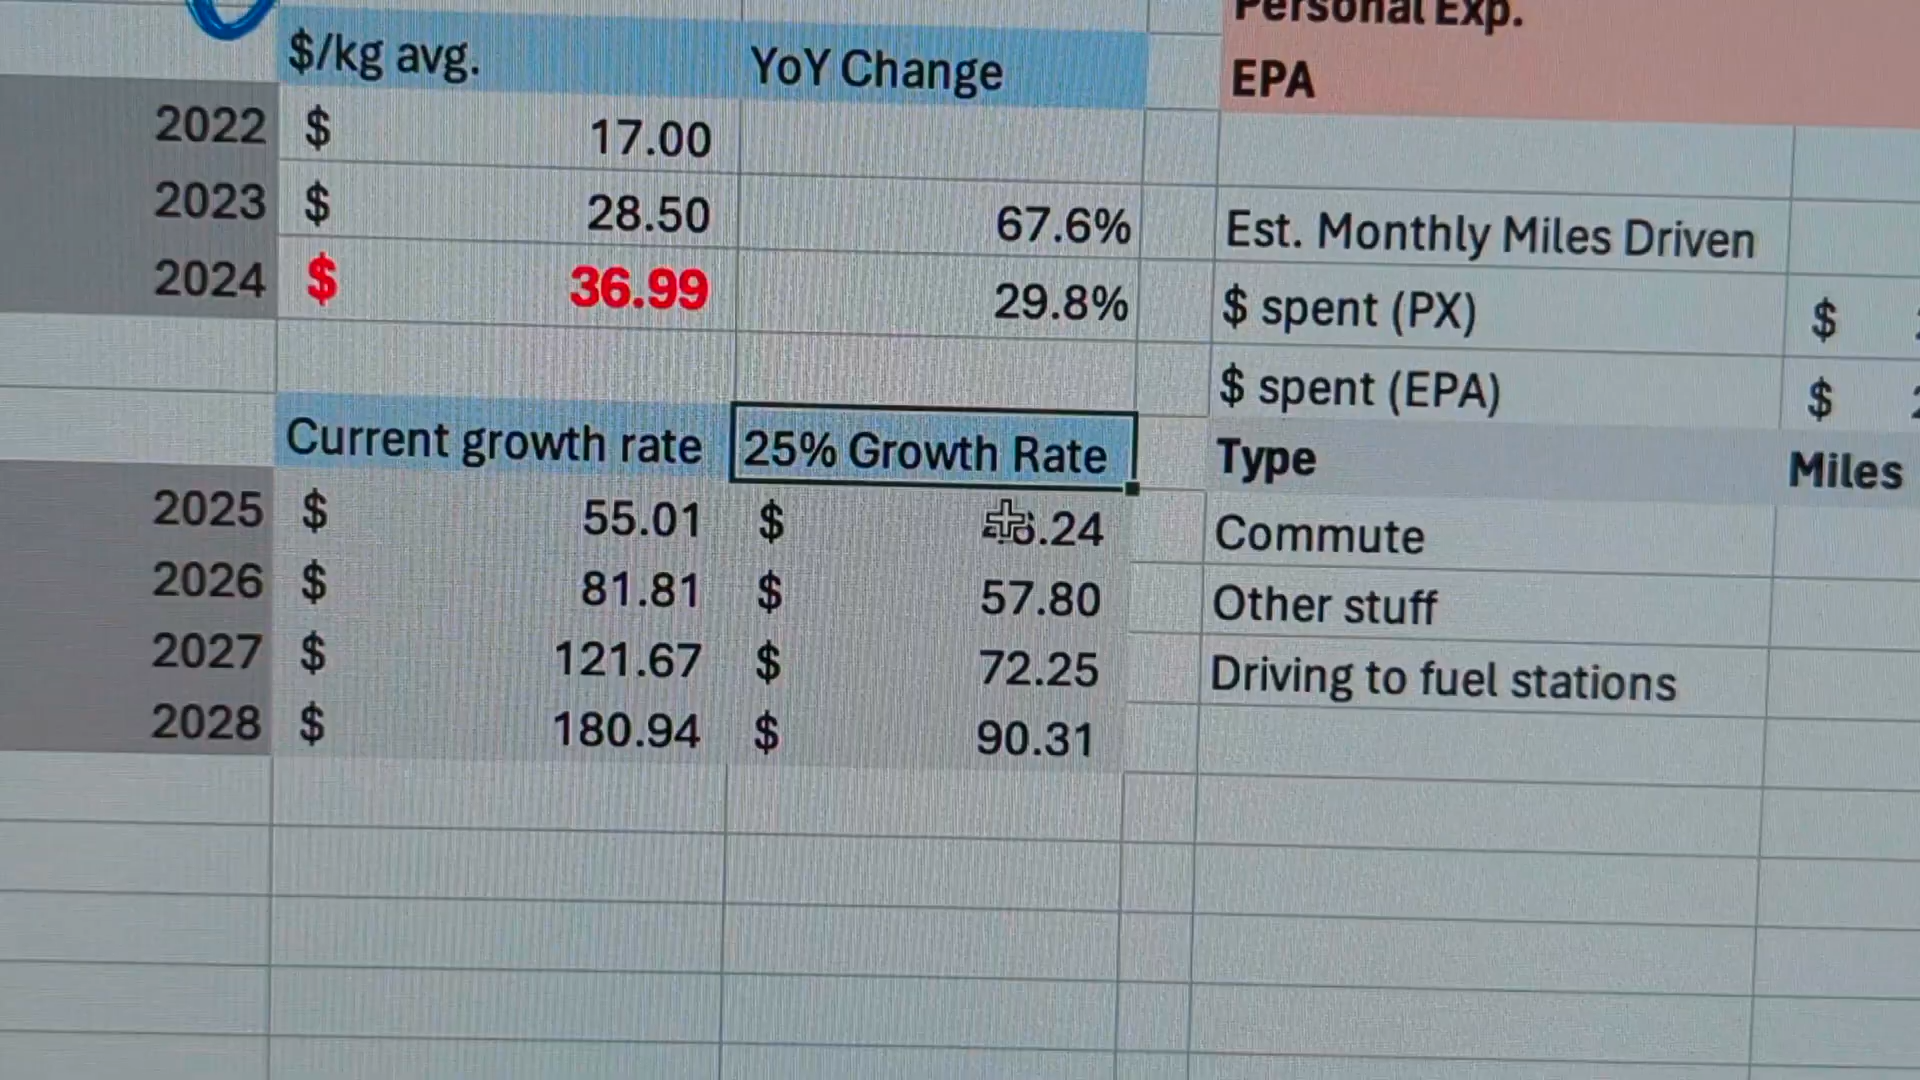 Personal Exp.
$/kg avg. YoY Change EPA
2022 $ 17.00
2023 $ 28.50 67.6% Est. Monthly Miles Driven
2024 $ 36.99 29.8% $ spent (PX) $
$ spent (EPA) $
Current growth rate 25% Growth Rate Type Miles
2025 $ 55.01 $ 6.24 Commute
2026 $ 81.81 $ 57.80 Other stuff
2027 $ 121.67 $ 72.25 Driving to fuel stations
2028 $ 180.94 $ 90.31